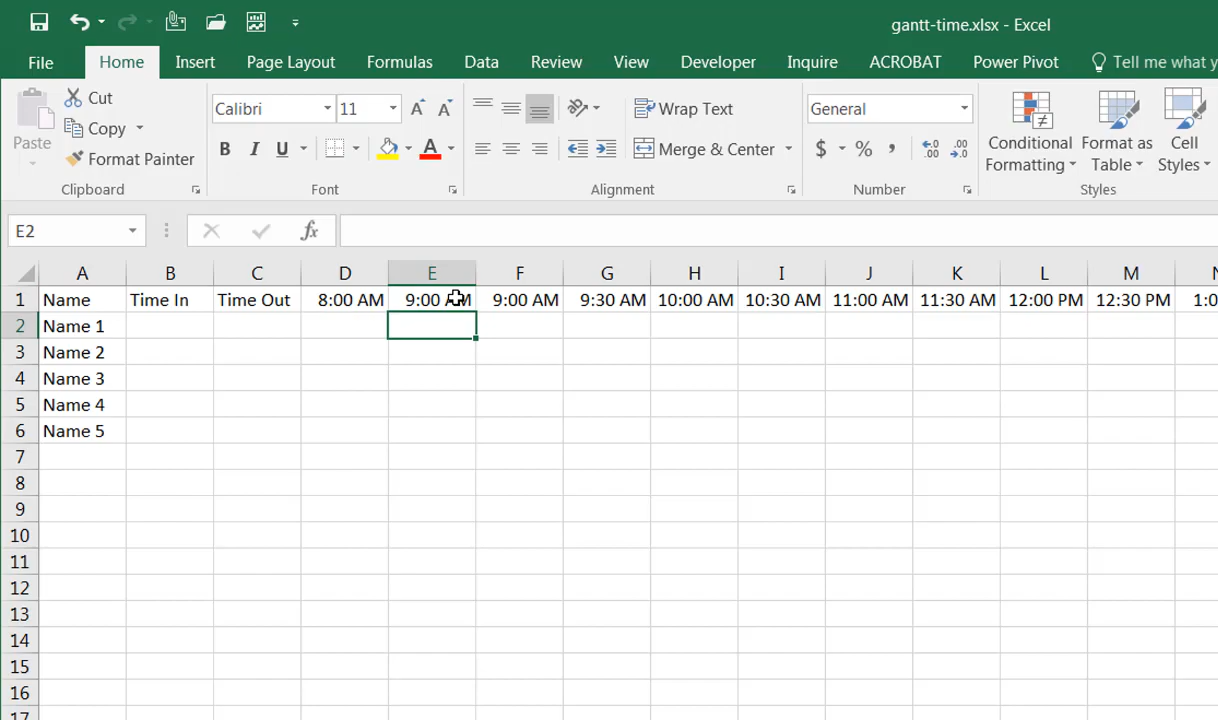 gantt-time.xlsx - Excel
File Home Insert Page Layout Formulas Data Review View Developer Inquire ACROBAT Power Pivot Tell me what y
Paste
Cut
Copy
Format Painter
Clipboard
Calibri 11
B I U A
Font
Wrap Text
Merge & Center
Alignment
General
$ % , .00
Number
Conditional Formatting
Format as Table
Cell Styles
Styles
E2 fx
A B C D E F G H I J K L M N
1 Name Time In Time Out 8:00 AM 9:00 AM 9:00 AM 9:30 AM 10:00 AM 10:30 AM 11:00 AM 11:30 AM 12:00 PM 12:30 PM 1:0
2 Name 1
3 Name 2
4 Name 3
5 Name 4
6 Name 5
7
8
9
10
11
12
13
14
15
16
17